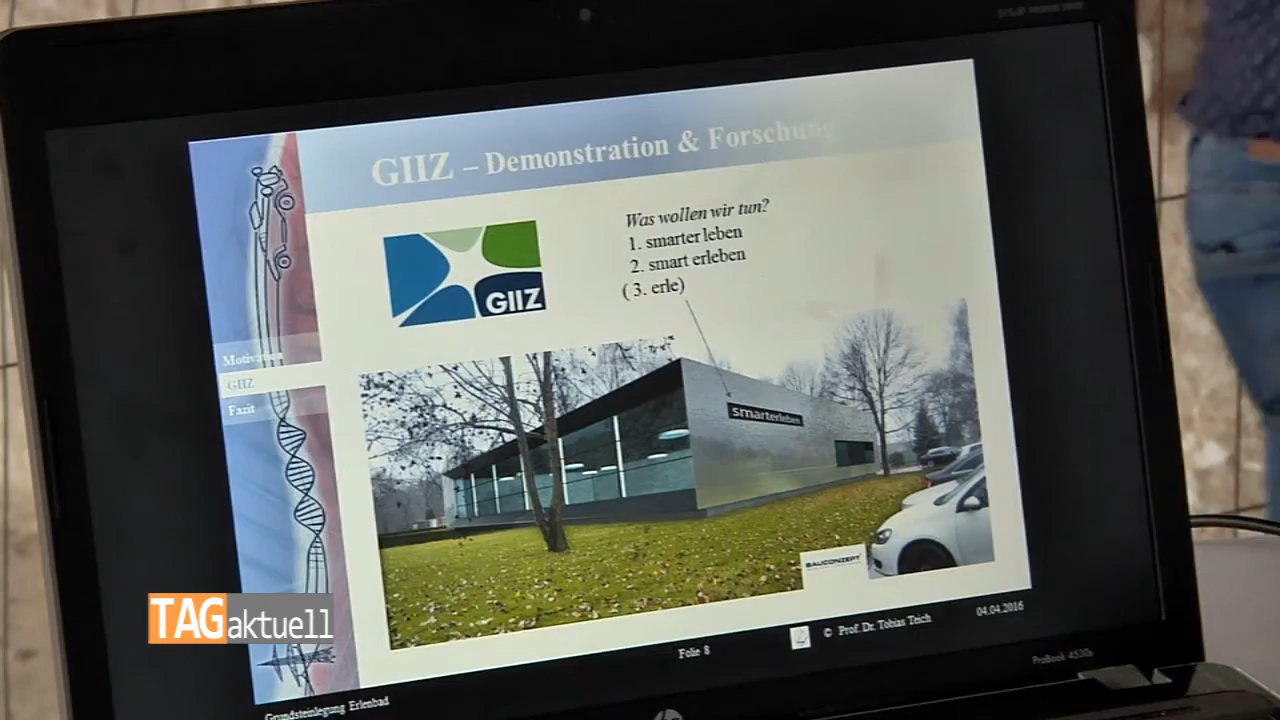 GIIZ – Demonstration & Forschung
Was wollen wir tun?
1. smarter leben
2. smart erleben
( 3. erle)
GIIZ
Motivation
GIIZ
Fazit
smarterleben
BAUCONZEPT
TAGaktuell
Folie 8
© Prof. Dr. Tobias Teich
04.04.2016
Grundsteinlegung Erlenbad
ProBook 4530s
hp